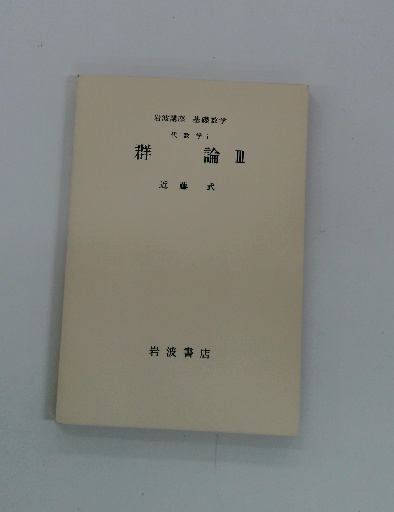 岩波講座 基礎数学
代数学 i
群論 III
近藤 武
岩波書店